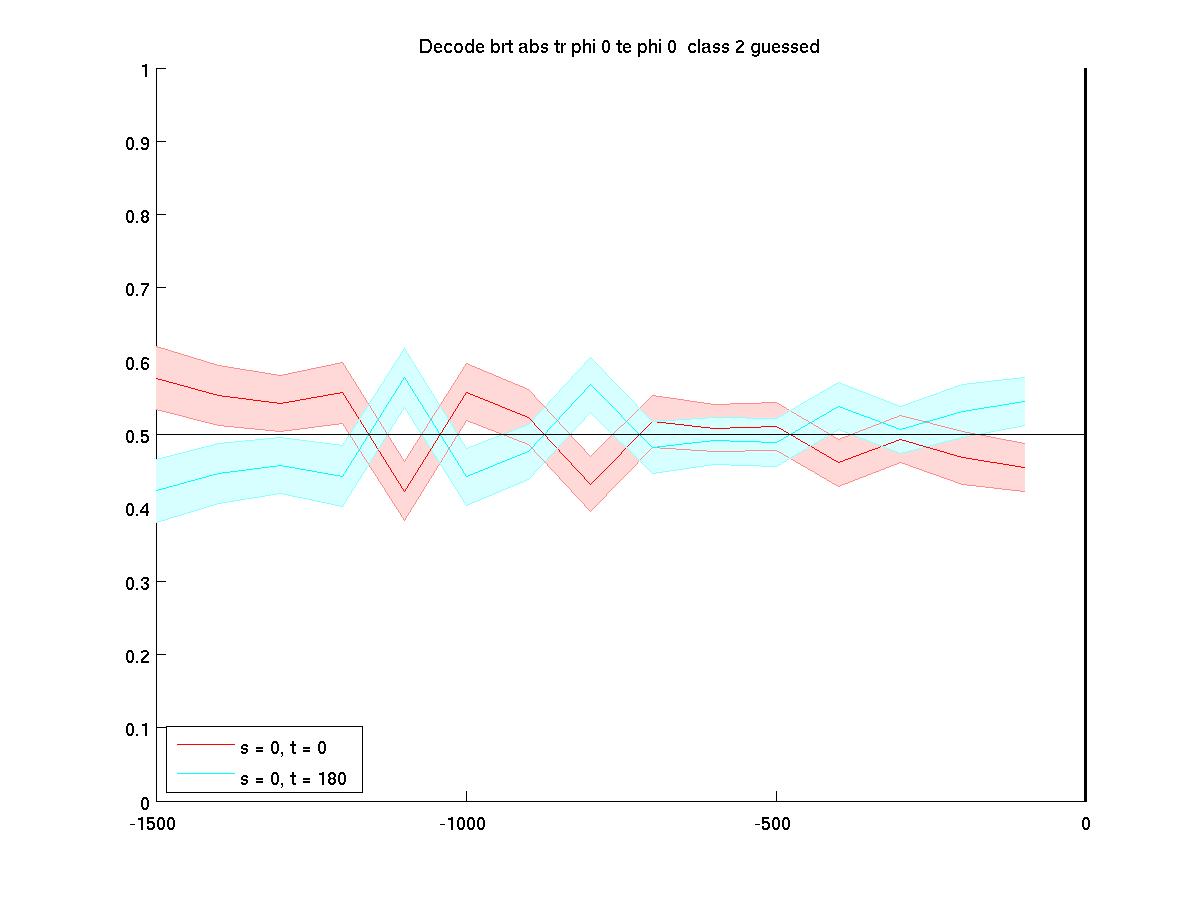 Decode brt abs tr phi 0 te phi 0  class 2 guessed
1
0.9
0.8
0.7
0.6
0.5
0.4
0.3
0.2
0.1
0
s = 0, t = 0
s = 0, t = 180
-1500 -1000 -500 0